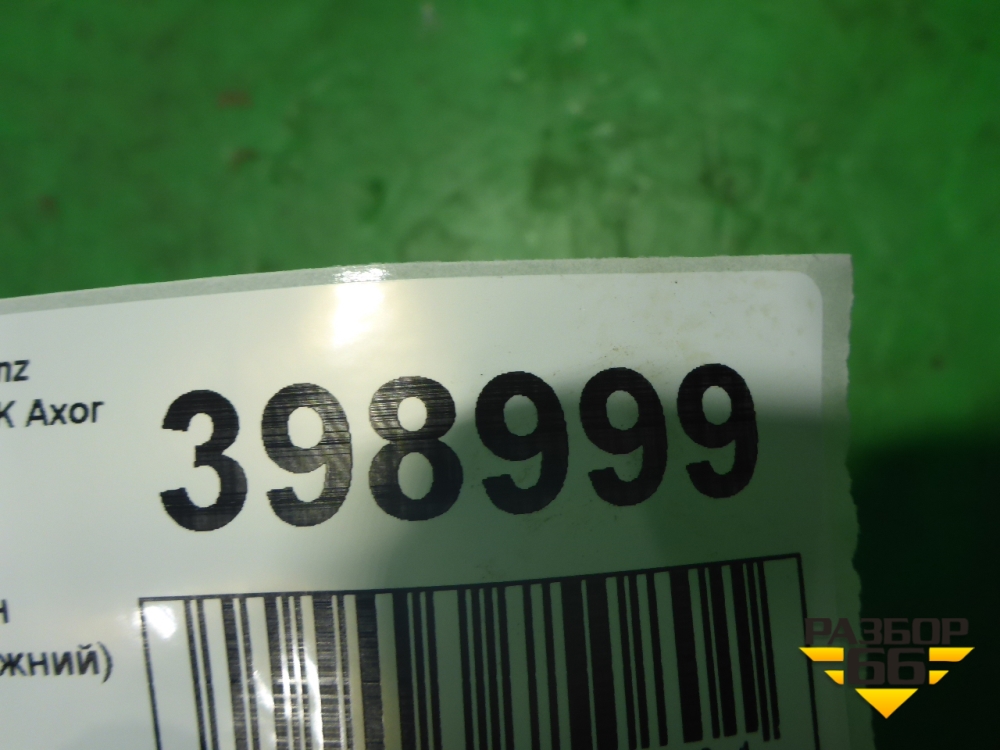 nz
K Axor
398999
н
жний)
РАЗБОР
66